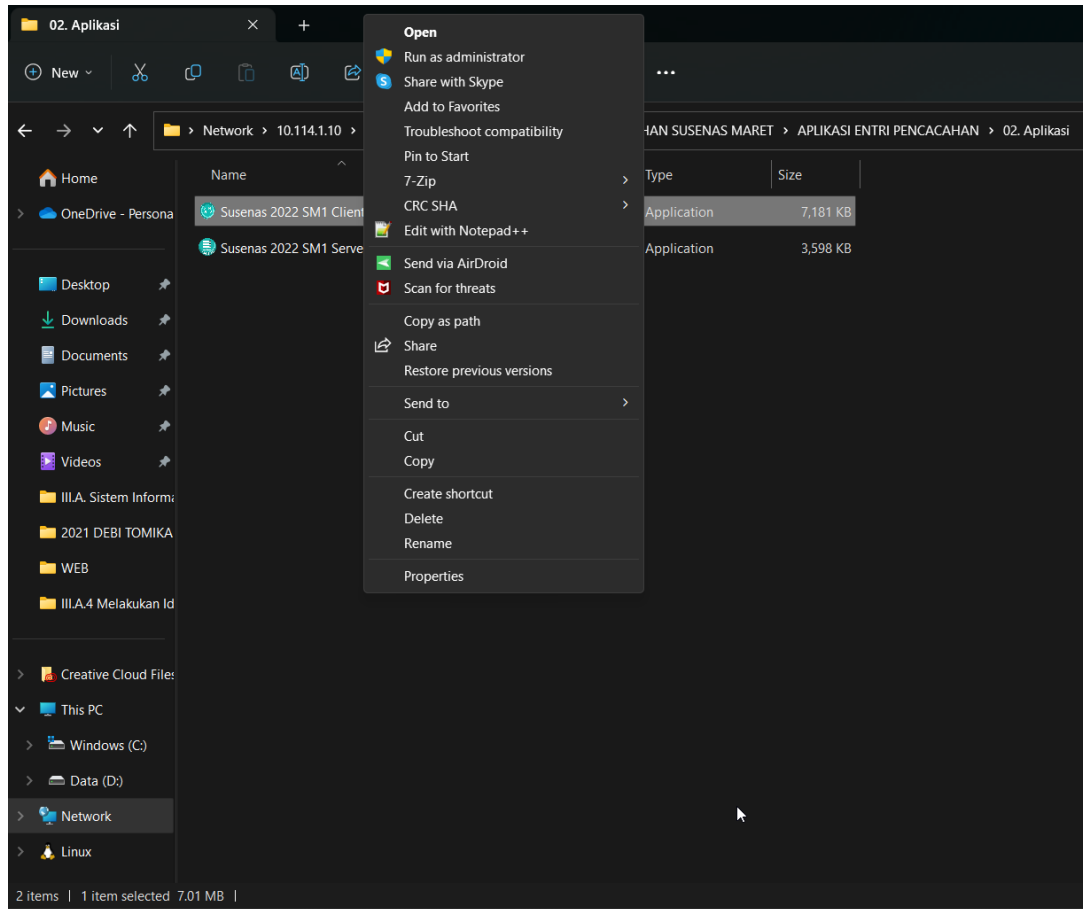 02. Aplikasi
New
Network > 10.114.1.10 > HAN SUSENAS MARET > APLIKASI ENTRI PENCACAHAN > 02. Aplikasi
Home
OneDrive - Persona
Desktop
Downloads
Documents
Pictures
Music
Videos
III.A. Sistem Informa
2021 DEBI TOMIKA
WEB
III.A.4 Melakukan Id
Creative Cloud Files
This PC
Windows (C:)
Data (D:)
Network
Linux
Name Type Size
Susenas 2022 SM1 Client Application 7,181 KB
Susenas 2022 SM1 Serve Application 3,598 KB
Open
Run as administrator
Share with Skype
Add to Favorites
Troubleshoot compatibility
Pin to Start
7-Zip
CRC SHA
Edit with Notepad++
Send via AirDroid
Scan for threats
Copy as path
Share
Restore previous versions
Send to
Cut
Copy
Create shortcut
Delete
Rename
Properties
2 items | 1 item selected 7.01 MB |